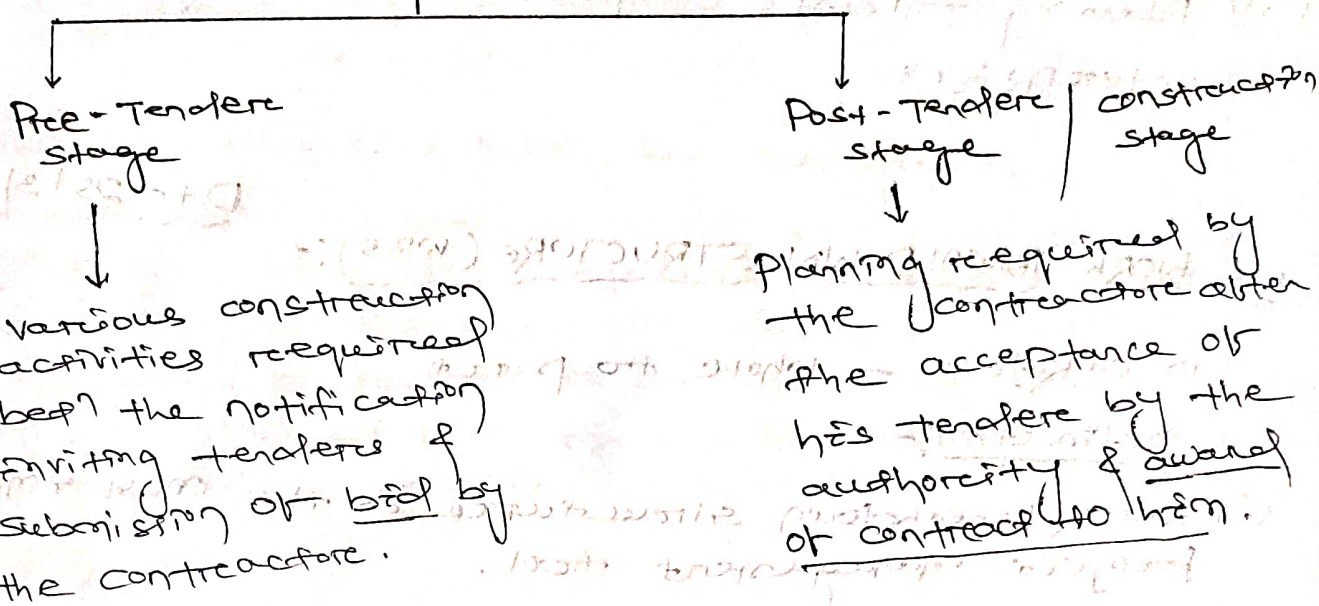 Pre-Tender
stage
Post-Tender / construction
stage stage
various construction
activities required
betn the notification
inviting tenders &
submission of bid by
the contractor.
Planning required by
the contractor after
the acceptance of
his tender by the
authority & award
of contract to him.